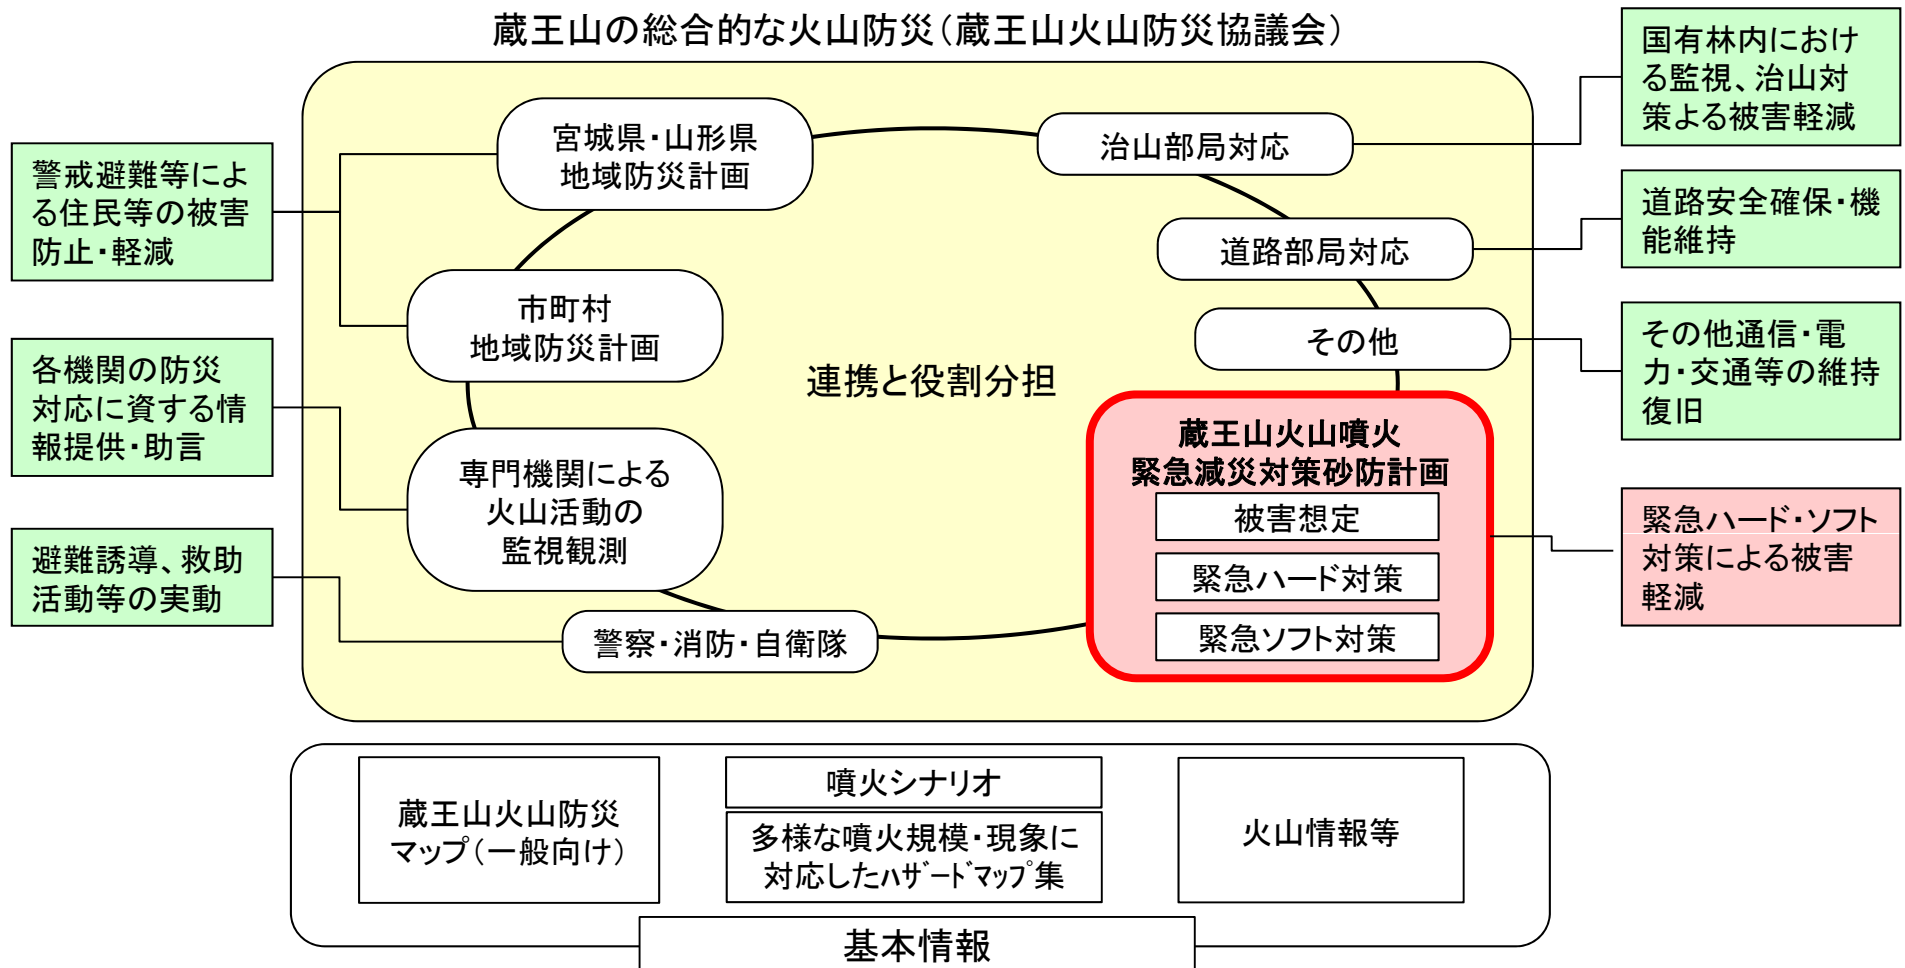 蔵王山の総合的な火山防災（蔵王山火山防災協議会）
国有林内におけ
る監視、治山対
策よる被害軽減
宮城県・山形県
地域防災計画
治山部局対応
警戒避難等によ
る住民等の被害
防止・軽減
道路安全確保・機
能維持
道路部局対応
市町村
地域防災計画
その他
その他通信・電
力・交通等の維持
復旧
各機関の防災
対応に資する情
報提供・助言
連携と役割分担
蔵王山火山噴火
緊急減災対策砂防計画
被害想定
緊急ハード対策
緊急ソフト対策
専門機関による
火山活動の
監視観測
緊急ハード・ソフト
対策による被害
軽減
避難誘導、救助
活動等の実動
警察・消防・自衛隊
蔵王山火山防災
マップ（一般向け）
噴火シナリオ
多様な噴火規模・現象に
対応したﾊｻﾞｰﾄﾞﾏｯﾌﾟ集
火山情報等
基本情報